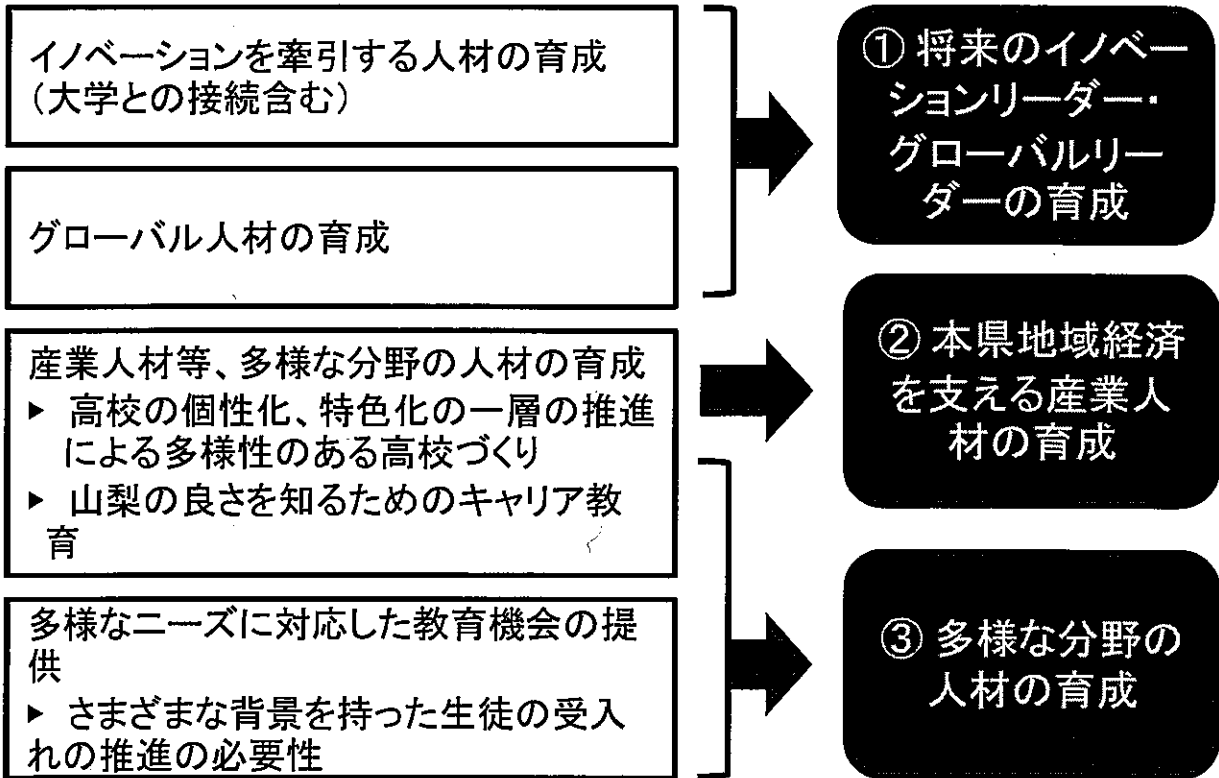 イノベーションを牽引する人材の育成
（大学との接続含む）
グローバル人材の育成
産業人材等、多様な分野の人材の育成
▶ 高校の個性化、特色化の一層の推進
による多様性のある高校づくり
▶ 山梨の良さを知るためのキャリア教
育
多様なニーズに対応した教育機会の提
供
▶ さまざまな背景を持った生徒の受入
れの推進の必要性
① 将来のイノベー
ションリーダー・
グローバルリー
ダーの育成
② 本県地域経済
を支える産業人
材の育成
③ 多様な分野の
人材の育成